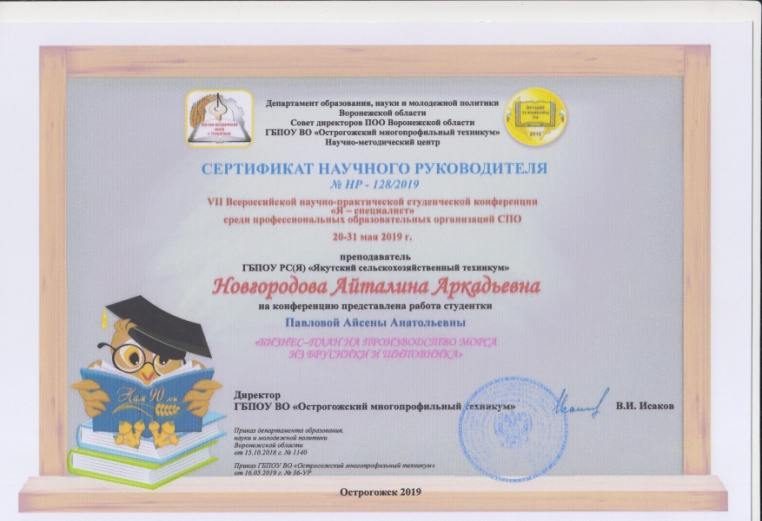 Департамент образования, науки и молодежной политики
Воронежской области
Совет директоров ПОО Воронежской области
ГБПОУ ВО «Острогожский многопрофильный техникум»
Научно-методический центр
СЕРТИФИКАТ НАУЧНОГО РУКОВОДИТЕЛЯ
№ НР - 128/2019
VII Всероссийской научно-практической студенческой конференции
«Я – специалист»
среди профессиональных образовательных организаций СПО
20-31 мая 2019 г.
преподаватель
ГБПОУ РС(Я) «Якутский сельскохозяйственный техникум»
Новгородова Айталина Аркадьевна
на конференцию представлена работа студентки
Павловой Айсены Анатольевны
«БИЗНЕС-ПЛАН НА ПРОИЗВОДСТВО МОРСА
ИЗ БРУСНИКИ И ШИПОВНИКА»
Нам 90 лет
Директор
ГБПОУ ВО «Острогожский многопрофильный техникум»
В.И. Исаков
Приказ департамента образования,
науки и молодежной политики
Воронежской области
от 15.10.2018 г. № 1140
Приказ ГБПОУ ВО «Острогожский многопрофильный техникум»
от 16.05.2019 г. № 56-УР
Острогожск 2019